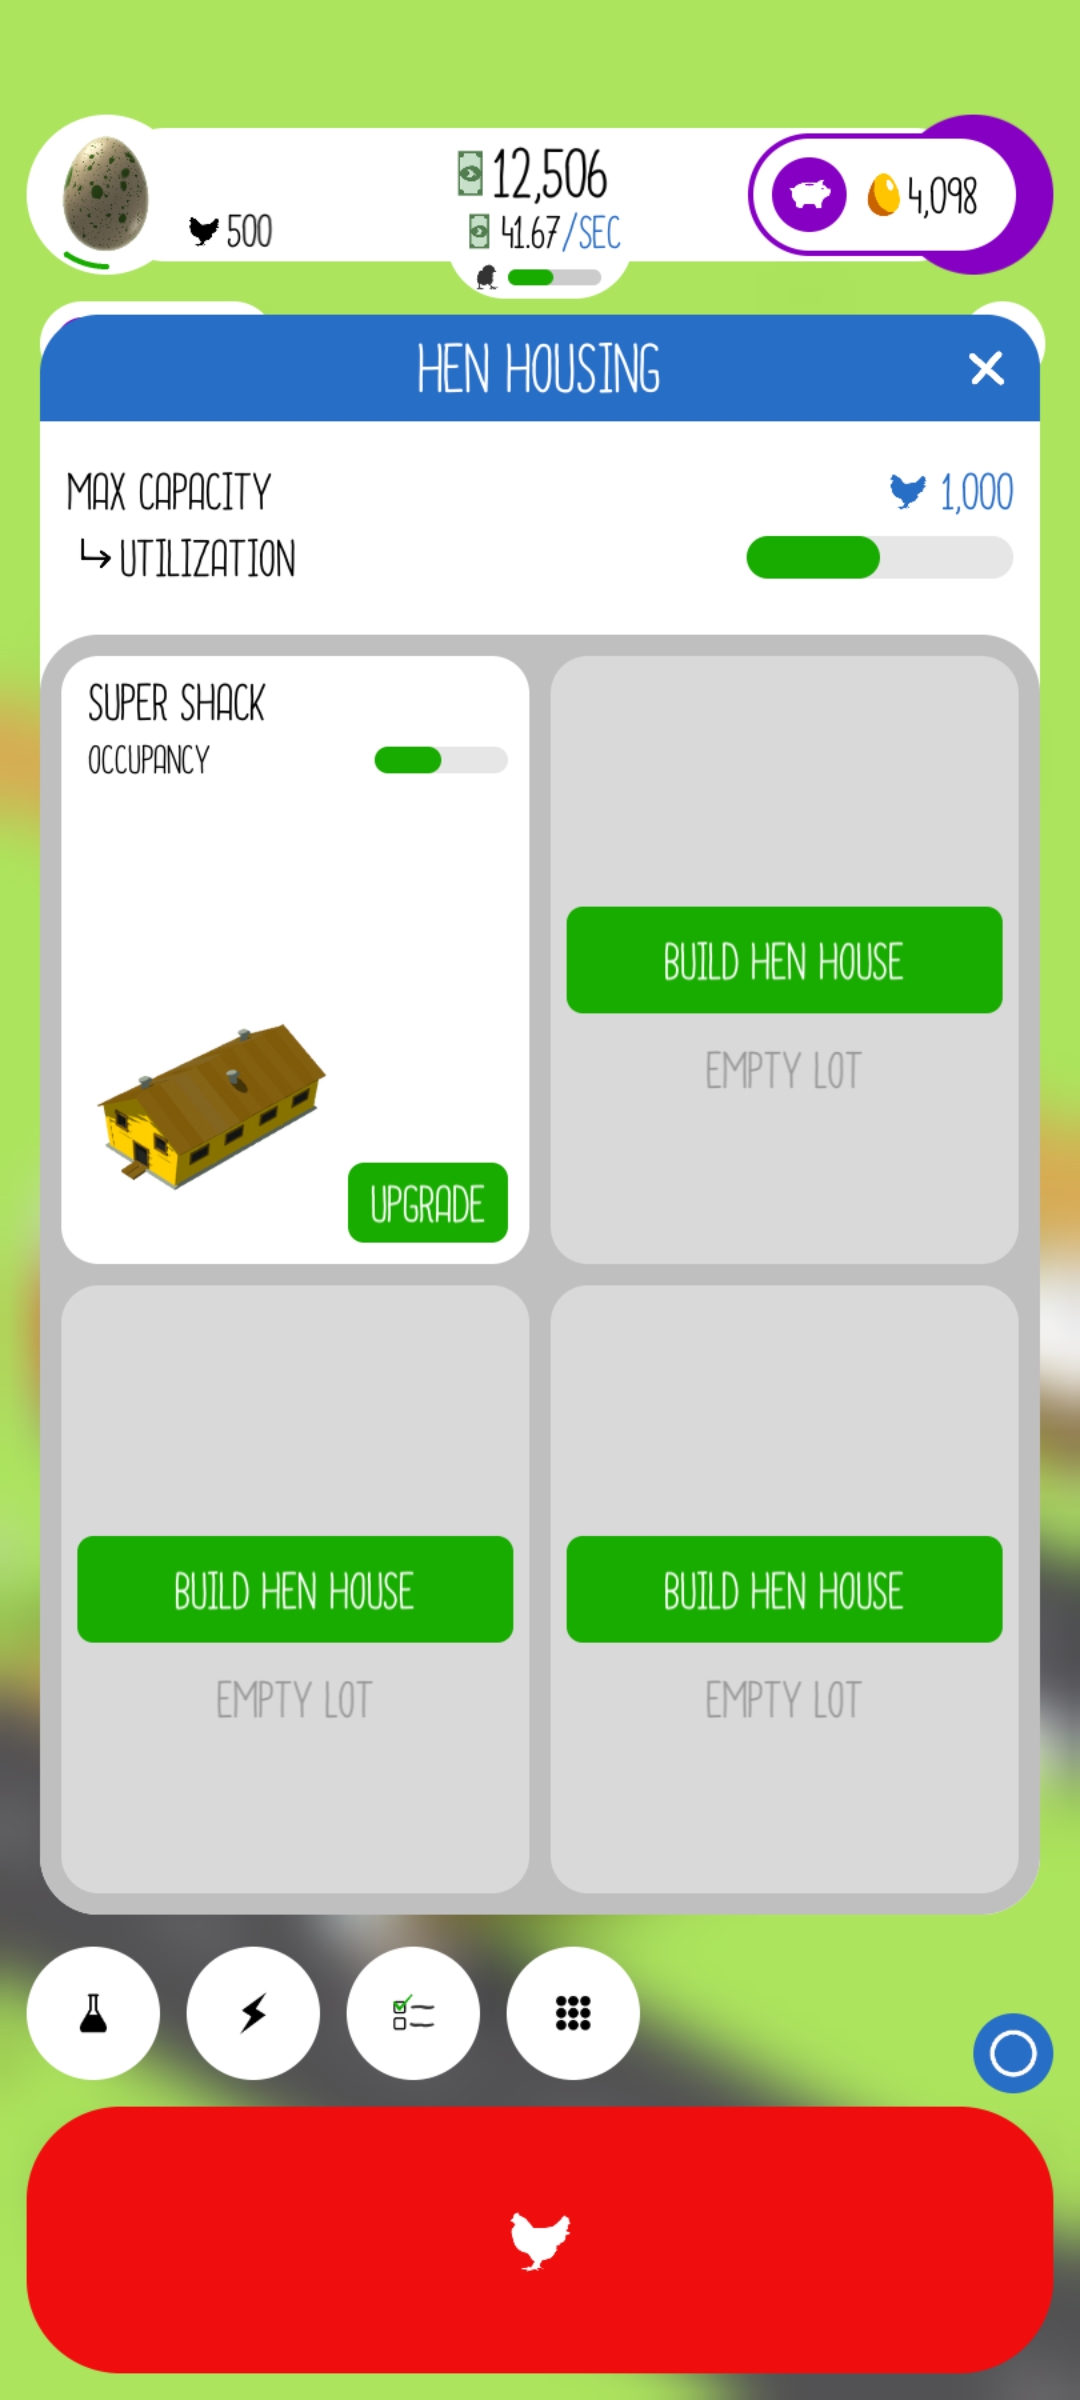 12,506
500
41.67/SEC
4,098
HEN HOUSING
MAX CAPACITY
1,000
UTILIZATION
SUPER SHACK
OCCUPANCY
UPGRADE
BUILD HEN HOUSE
EMPTY LOT
BUILD HEN HOUSE
EMPTY LOT
BUILD HEN HOUSE
EMPTY LOT